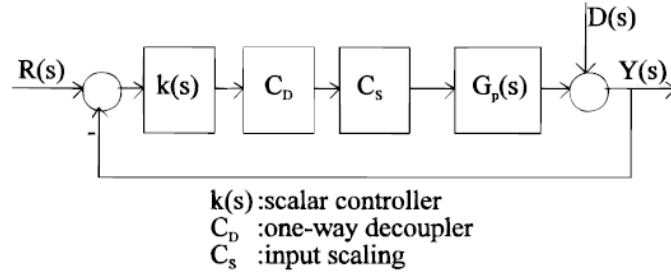 D(s)
R(s) k(s) C_D C_S G_p(s) Y(s)
-
k(s) :scalar controller
C_D :one-way decoupler
C_S :input scaling